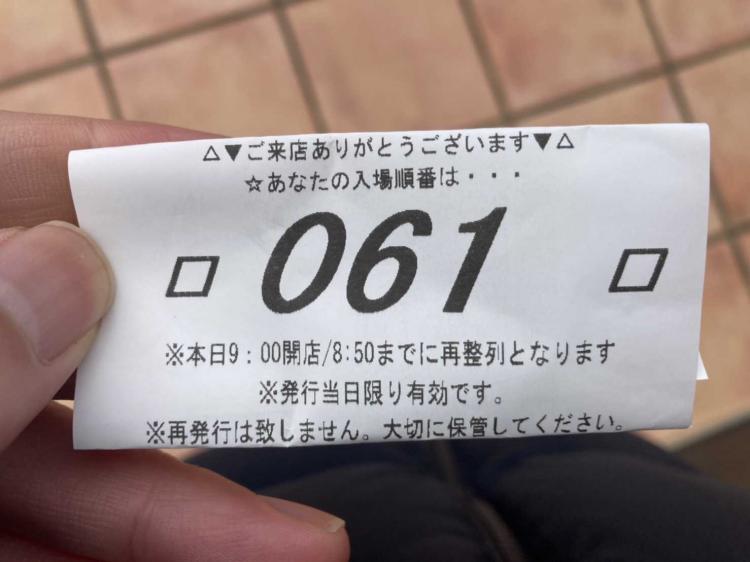 △▼ご来店ありがとうございます▼△
☆あなたの入場順番は・・・
061
※本日9：00開店/8:50までに再整列となります
※発行当日限り有効です。
※再発行は致しません。大切に保管してください。